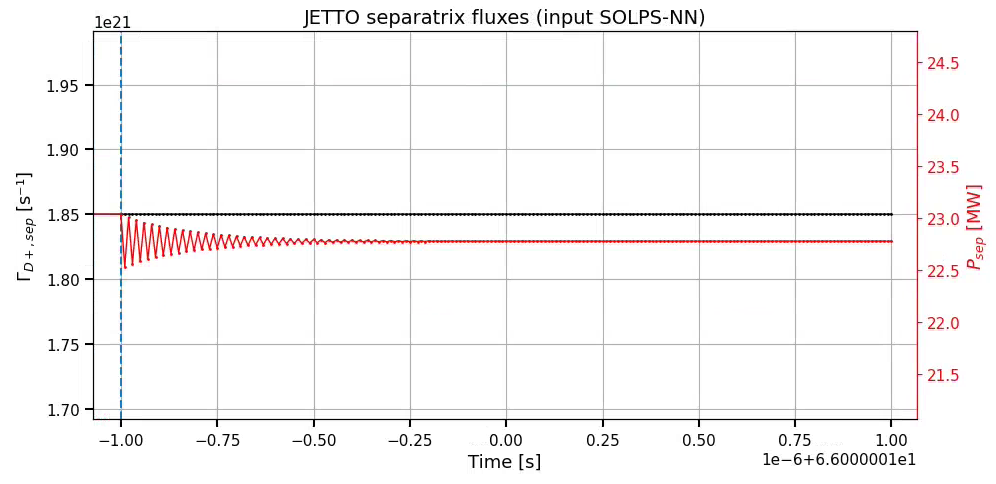 JETTO separatrix fluxes (input SOLPS-NN)
1e21
1.95
1.90
1.85
1.80
1.75
1.70
Γ_{D+,sep} [s⁻¹]
24.5
24.0
23.5
23.0
22.5
22.0
21.5
P_{sep} [MW]
−1.00 −0.75 −0.50 −0.25 0.00 0.25 0.50 0.75 1.00
Time [s]
1e−6+6.6000001e1